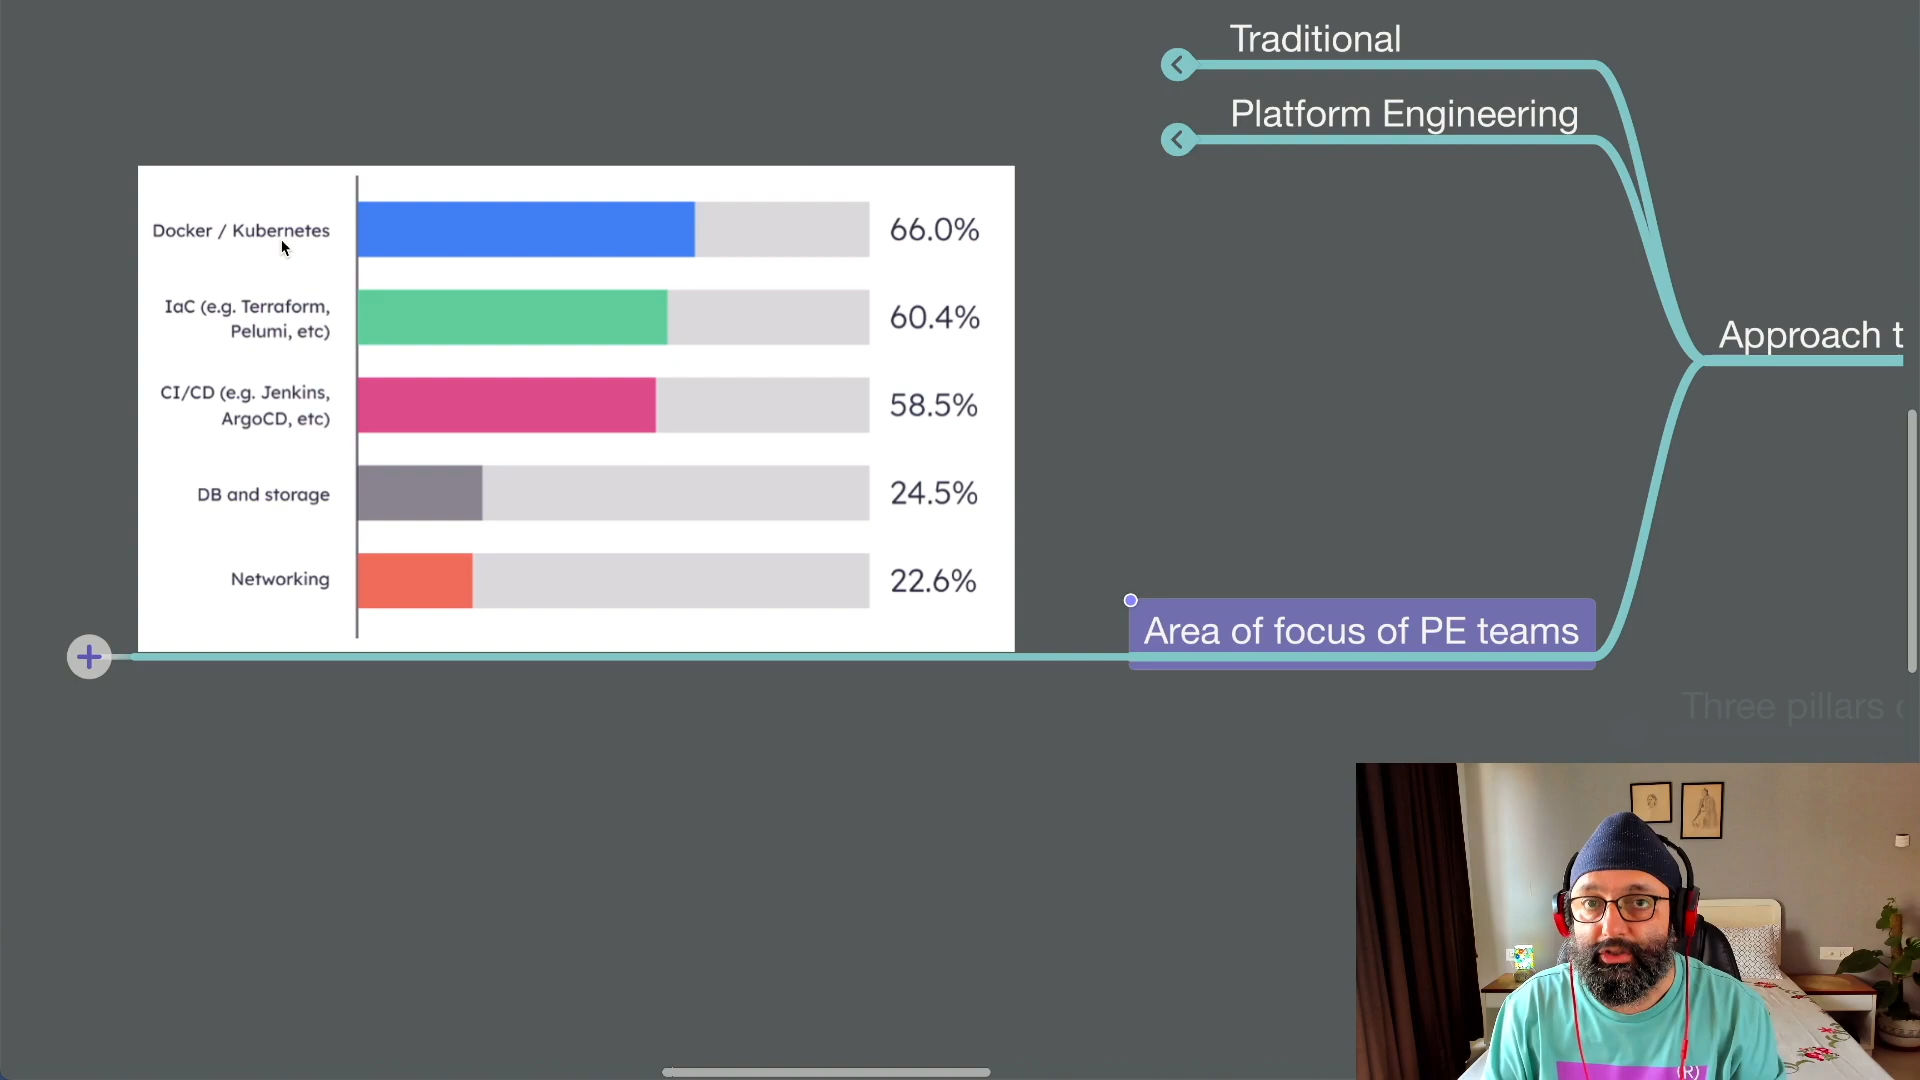 Traditional
Platform Engineering
Docker / Kubernetes
66.0%
IaC (e.g. Terraform,
Pelumi, etc)
60.4%
CI/CD (e.g. Jenkins,
ArgoCD, etc)
58.5%
DB and storage
24.5%
Networking
22.6%
Approach t
Area of focus of PE teams
Three pillars
(R)